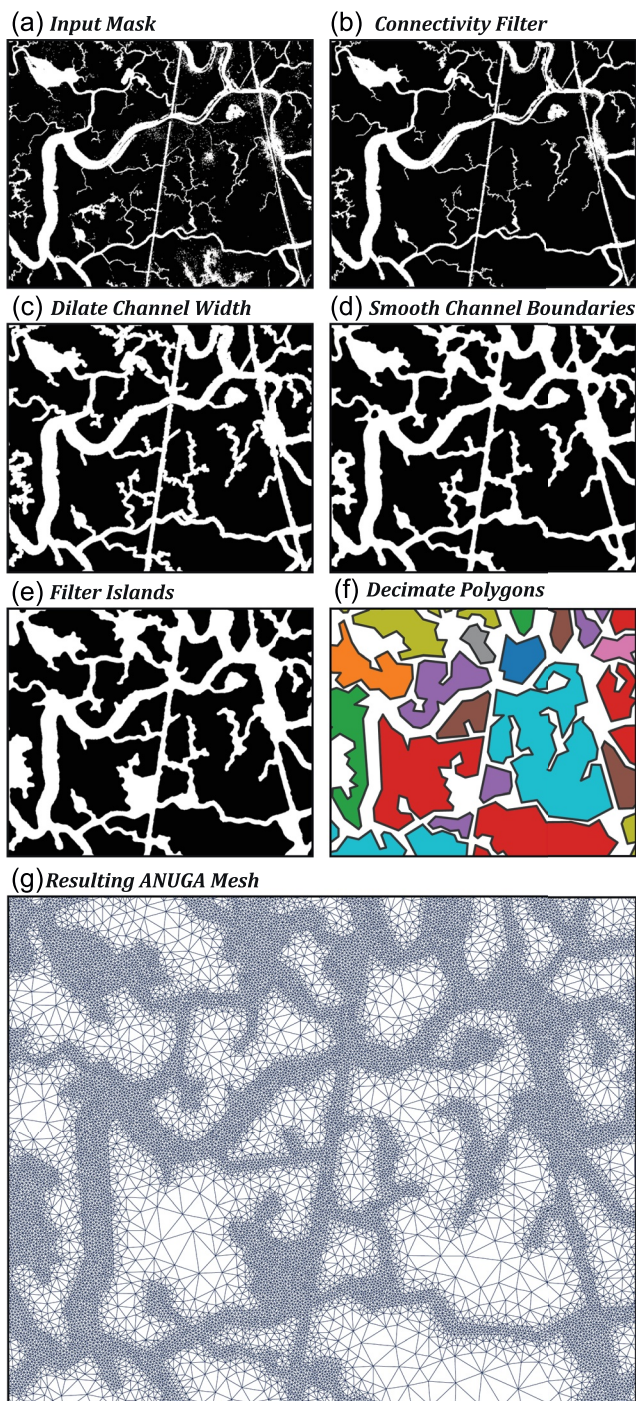 (a) Input Mask
(b) Connectivity Filter
(c) Dilate Channel Width
(d) Smooth Channel Boundaries
(e) Filter Islands
(f) Decimate Polygons
(g) Resulting ANUGA Mesh